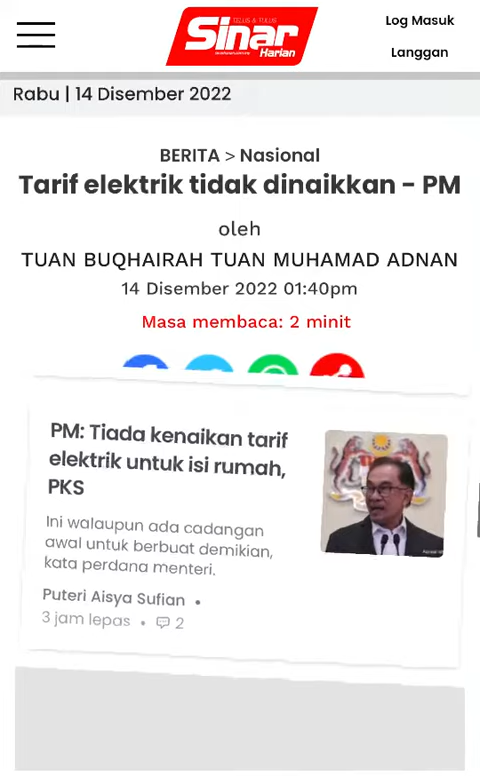 Log Masuk
TELUS & TULUS
Sinar
Harian
Langgan
Rabu | 14 Disember 2022
BERITA > Nasional
Tarif elektrik tidak dinaikkan - PM
oleh
TUAN BUQHAIRAH TUAN MUHAMAD ADNAN
14 Disember 2022 01:40pm
Masa membaca: 2 minit
PM: Tiada kenaikan tarif
elektrik untuk isi rumah,
PKS
Ini walaupun ada cadangan
awal untuk berbuat demikian,
kata perdana menteri.
Puteri Aisya Sufian •
3 jam lepas • 2